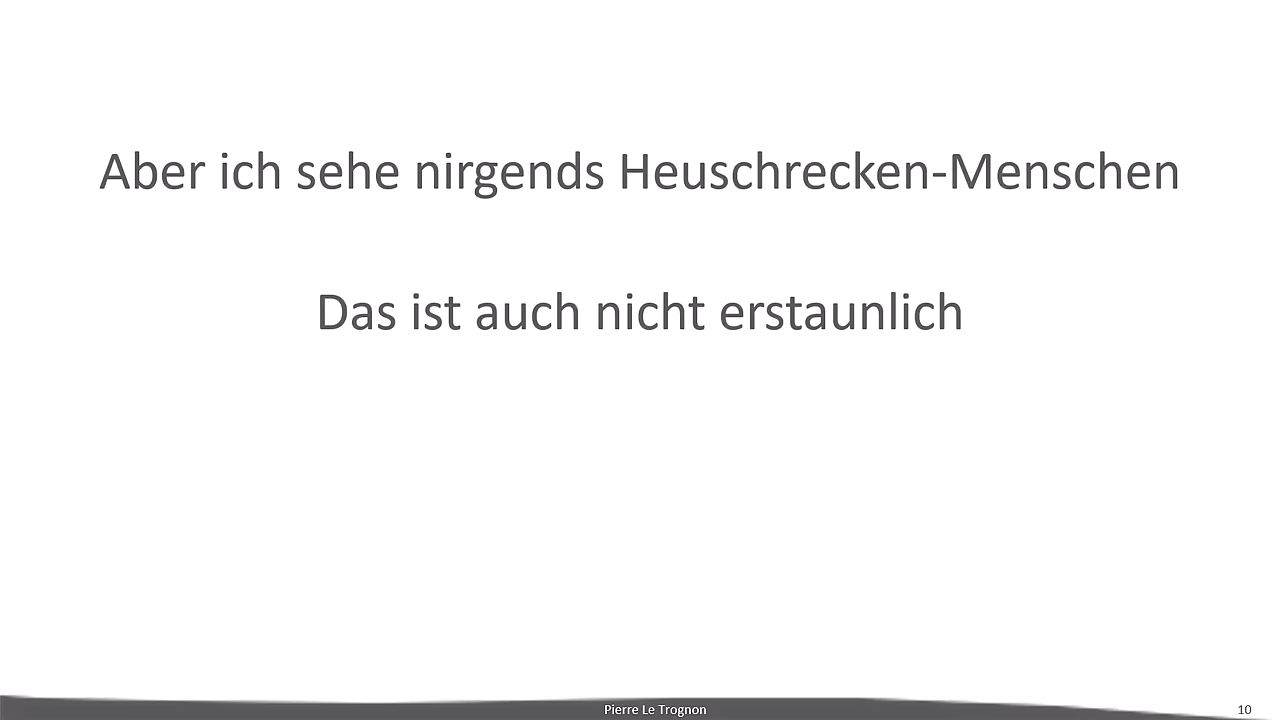 Aber ich sehe nirgends Heuschrecken-Menschen
Das ist auch nicht erstaunlich
Pierre Le Trognon
10